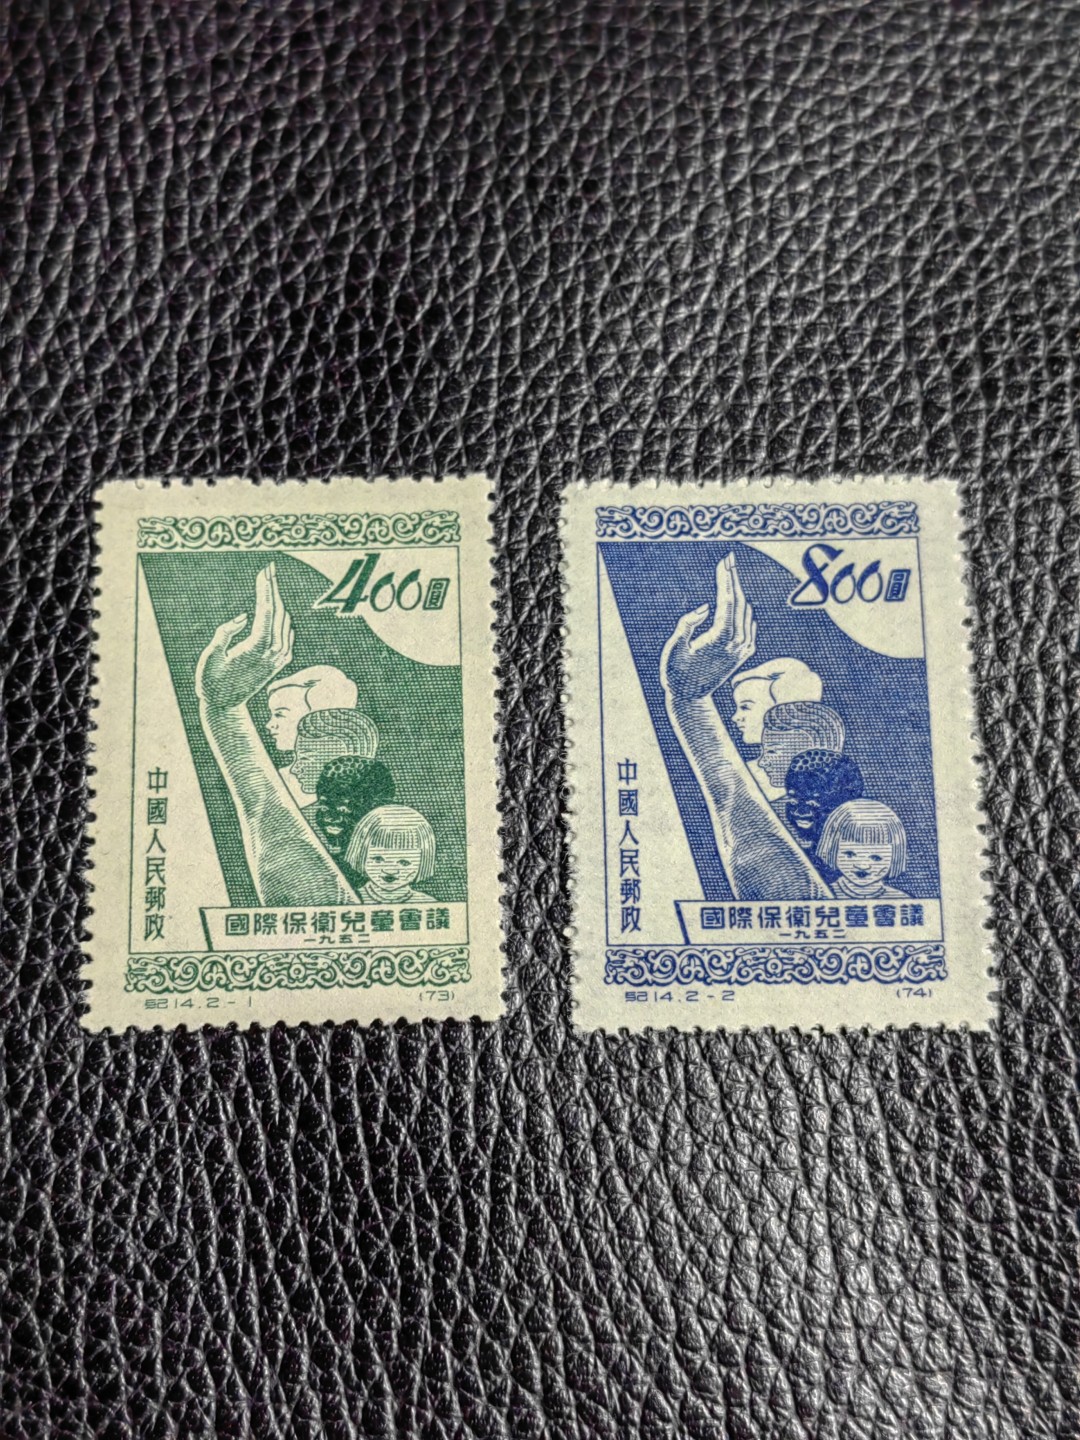 400圓
中國人民郵政
國際保衛兒童會議
一九五二
紀14.2-1
(73)
800圓
中國人民郵政
國際保衛兒童會議
一九五二
紀14.2-2
(74)